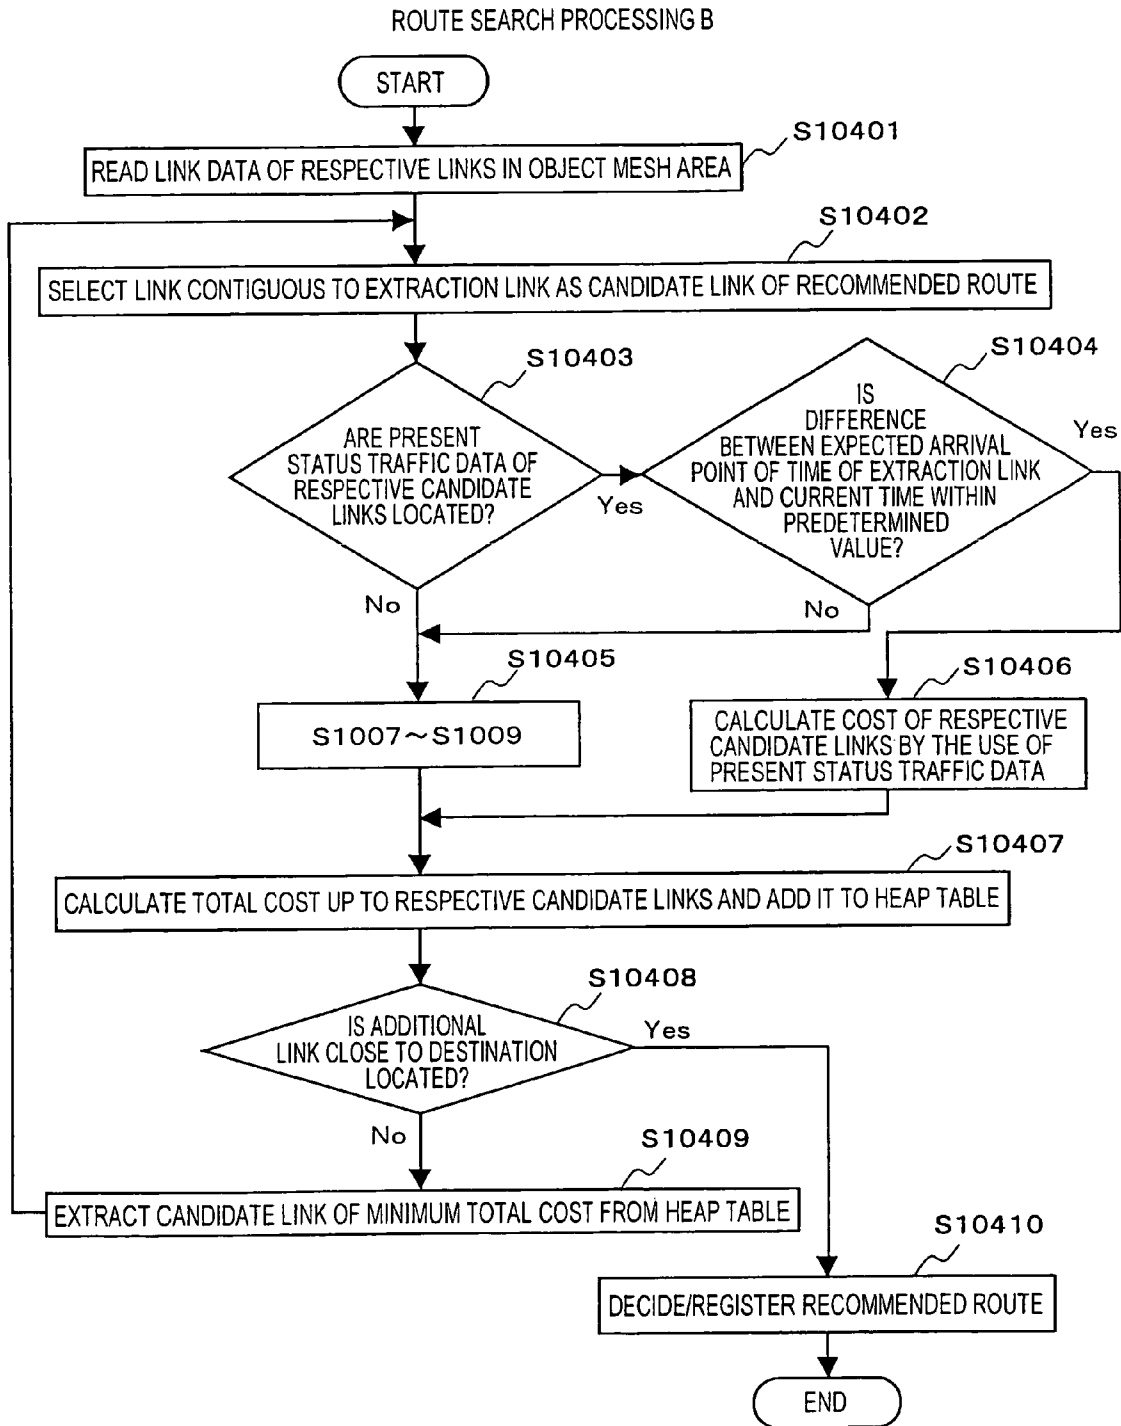 ROUTE SEARCH PROCESSING B
START
S10401
READ LINK DATA OF RESPECTIVE LINKS IN OBJECT MESH AREA
S10402
SELECT LINK CONTIGUOUS TO EXTRACTION LINK AS CANDIDATE LINK OF RECOMMENDED ROUTE
S10403
ARE PRESENT
STATUS TRAFFIC DATA OF
RESPECTIVE CANDIDATE
LINKS LOCATED?
Yes
No
S10404
IS
DIFFERENCE
BETWEEN EXPECTED ARRIVAL
POINT OF TIME OF EXTRACTION LINK
AND CURRENT TIME WITHIN
PREDETERMINED
VALUE?
Yes
No
S10405
S1007~S1009
S10406
CALCULATE COST OF RESPECTIVE
CANDIDATE LINKS BY THE USE OF
PRESENT STATUS TRAFFIC DATA
S10407
CALCULATE TOTAL COST UP TO RESPECTIVE CANDIDATE LINKS AND ADD IT TO HEAP TABLE
S10408
IS ADDITIONAL
LINK CLOSE TO DESTINATION
LOCATED?
Yes
No
S10409
EXTRACT CANDIDATE LINK OF MINIMUM TOTAL COST FROM HEAP TABLE
S10410
DECIDE/REGISTER RECOMMENDED ROUTE
END